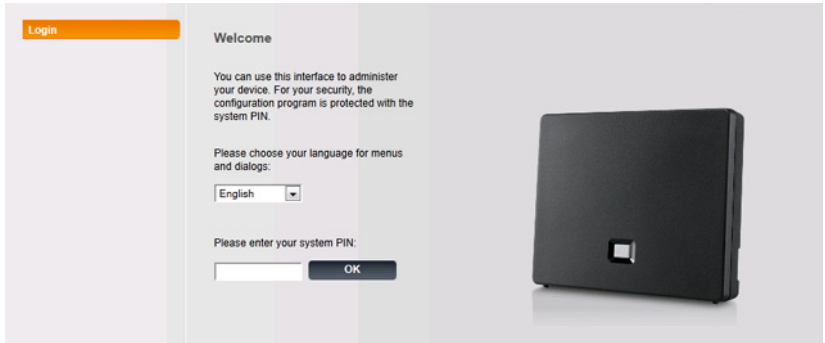 Login
Welcome
You can use this interface to administer
your device. For your security, the
configuration program is protected with the
system PIN.
Please choose your language for menus
and dialogs:
English
Please enter your system PIN:
OK